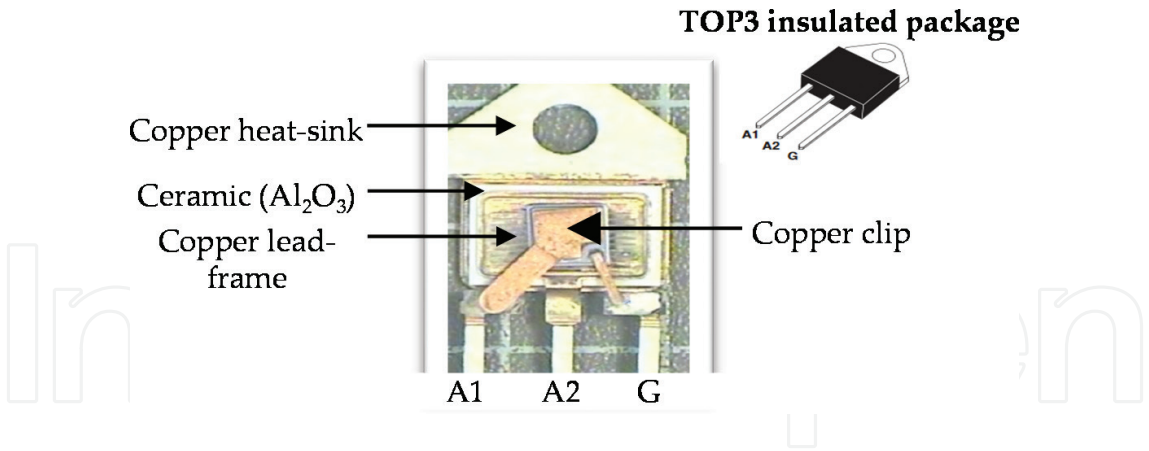 TOP3 insulated package
A1
A2
G
Copper heat-sink
Ceramic (Al₂O₃)
Copper lead-
frame
Copper clip
A1 A2 G